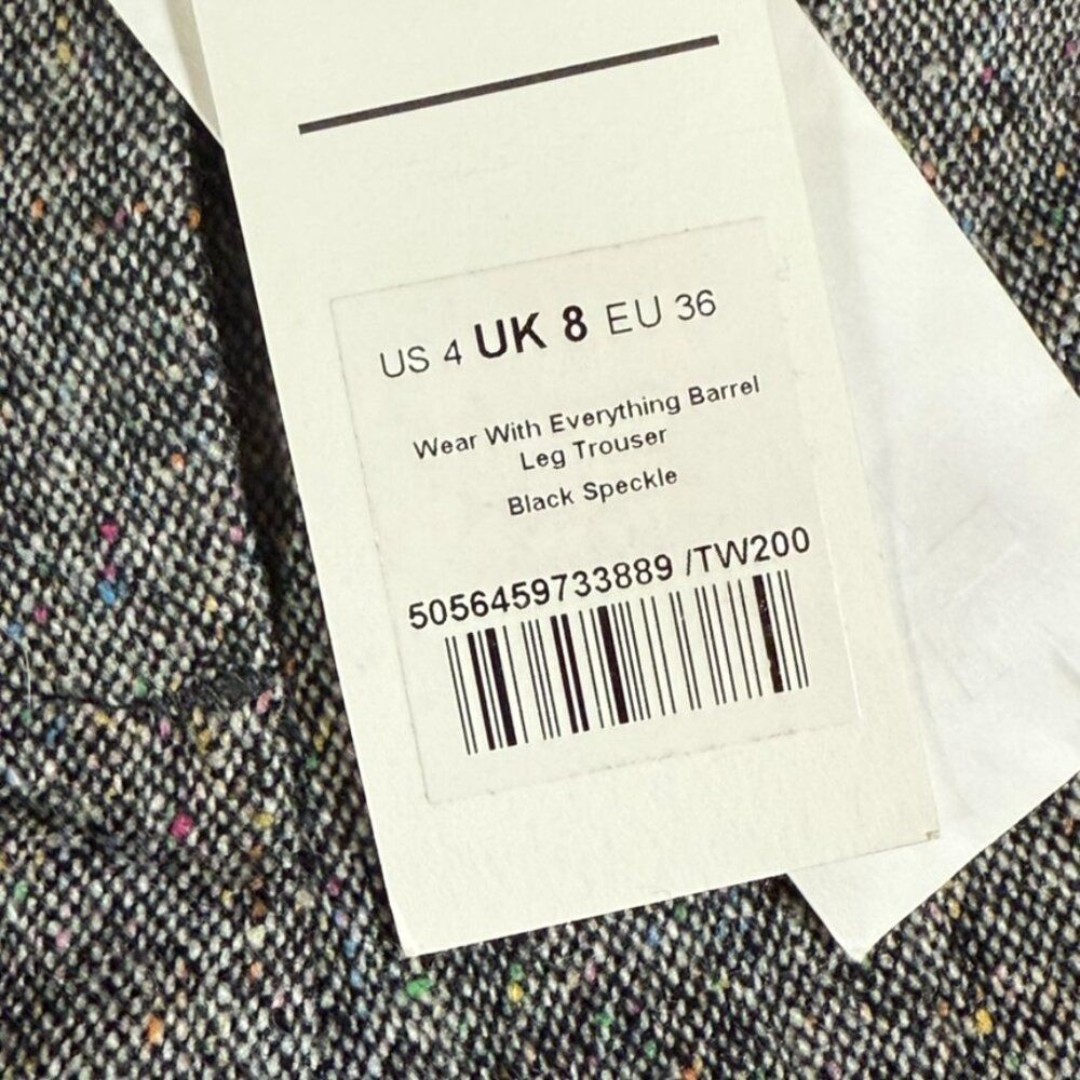 US 4 UK 8 EU 36
Wear With Everything Barrel
Leg Trouser
Black Speckle
5056459733889 /TW200